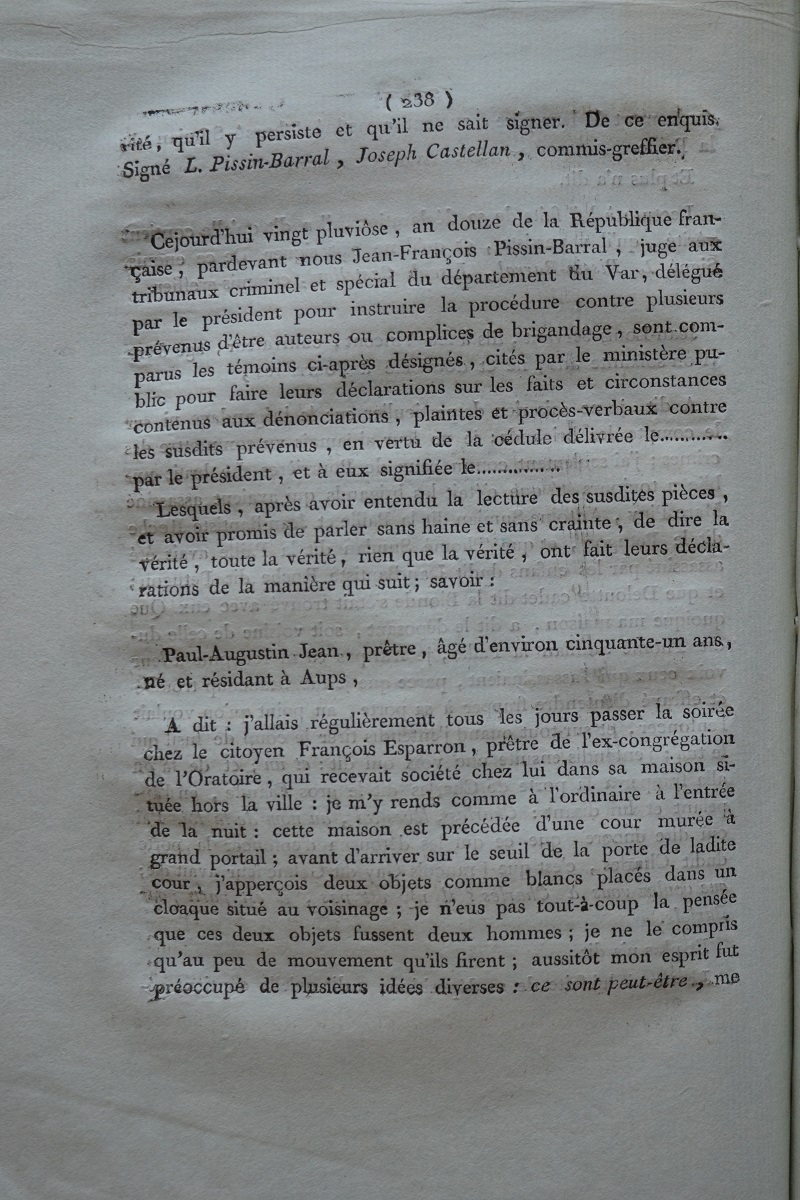 ( 238 )
rité, qu'il y persiste et qu'il ne sait signer. De ce enquis.
Signé L. Pissin-Barral, Joseph Castellan, commis-greffier.
Cejourd'hui vingt pluviôse, an douze de la République fran-
çaise, pardevant nous Jean-François Pissin-Barral, juge aux
tribunaux criminel et spécial du département du Var, délégué
par le président pour instruire la procédure contre plusieurs
prévenus d'être auteurs ou complices de brigandage, sont com-
parus les témoins ci-après désignés, cités par le ministère pu-
blic pour faire leurs déclarations sur les faits et circonstances
contenus aux dénonciations, plaintes et procès-verbaux contre
les susdits prévenus, en vertu de la cédule délivrée le............
par le président, et à eux signifiée le..............
Lesquels, après avoir entendu la lecture des susdites pièces,
et avoir promis de parler sans haine et sans crainte, de dire la
vérité, toute la vérité, rien que la vérité, ont fait leurs décla-
rations de la manière qui suit; savoir :
Paul-Augustin Jean, prêtre, âgé d'environ cinquante-un ans,
né et résidant à Aups,
A dit : j'allais régulièrement tous les jours passer la soirée
chez le citoyen François Esparron, prêtre de l'ex-congrégation
de l'Oratoire, qui recevait société chez lui dans sa maison si-
tuée hors la ville : je m'y rends comme à l'ordinaire à l'entrée
de la nuit : cette maison est précédée d'une cour murée à
grand portail; avant d'arriver sur le seuil de la porte de ladite
cour, j'apperçois deux objets comme blancs placés dans un
cloaque situé au voisinage; je n'eus pas tout-à-coup la pensée
que ces deux objets fussent deux hommes; je ne le compris
qu'au peu de mouvement qu'ils firent; aussitôt mon esprit fut
préoccupé de plusieurs idées diverses : ce sont peut-être, me